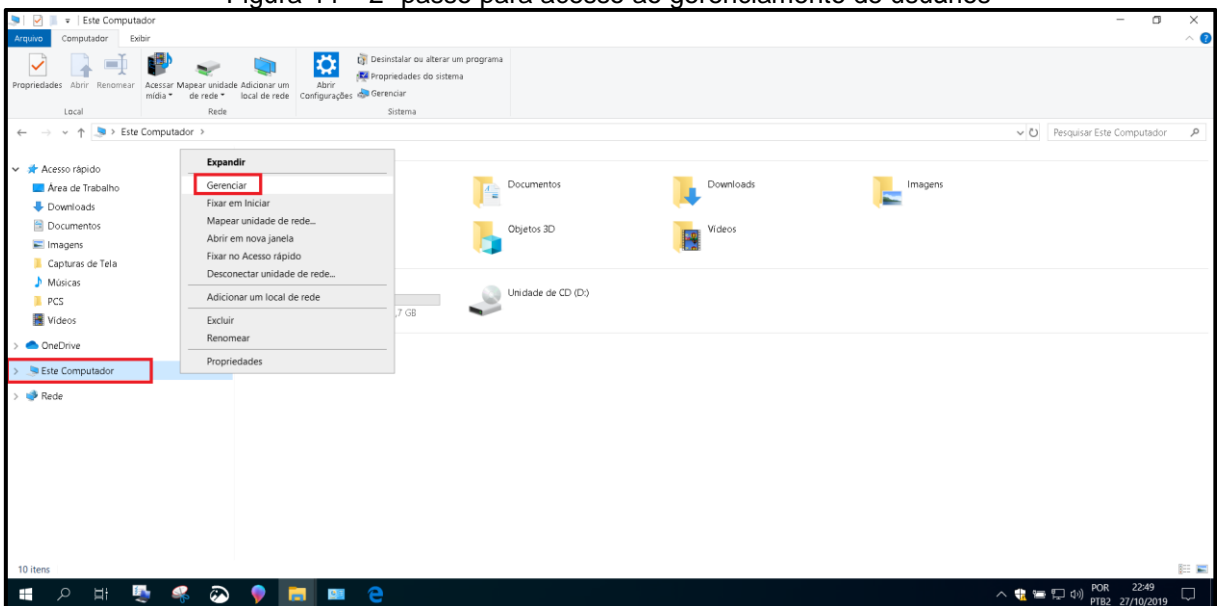 Figura 11 – 2º passo para acesso ao gerenciamento de usuários
Este Computador
Arquivo Computador Exibir
Propriedades Abrir Renomear
Acessar mídia
Mapear unidade de rede
Adicionar um local de rede
Abrir Configurações
Desinstalar ou alterar um programa
Propriedades do sistema
Gerenciar
Local Rede Sistema
Este Computador
Pesquisar Este Computador
Acesso rápido
Área de Trabalho
Downloads
Documentos
Imagens
Capturas de Tela
Músicas
PCS
Vídeos
OneDrive
Este Computador
Rede
Expandir
Gerenciar
Fixar em Iniciar
Mapear unidade de rede...
Abrir em nova janela
Fixar no Acesso rápido
Desconectar unidade de rede...
Adicionar um local de rede
Excluir
Renomear
Propriedades
Documentos Downloads Imagens
Objetos 3D Vídeos
,7 GB
Unidade de CD (D:)
10 itens
POR 22:49
PTB2 27/10/2019